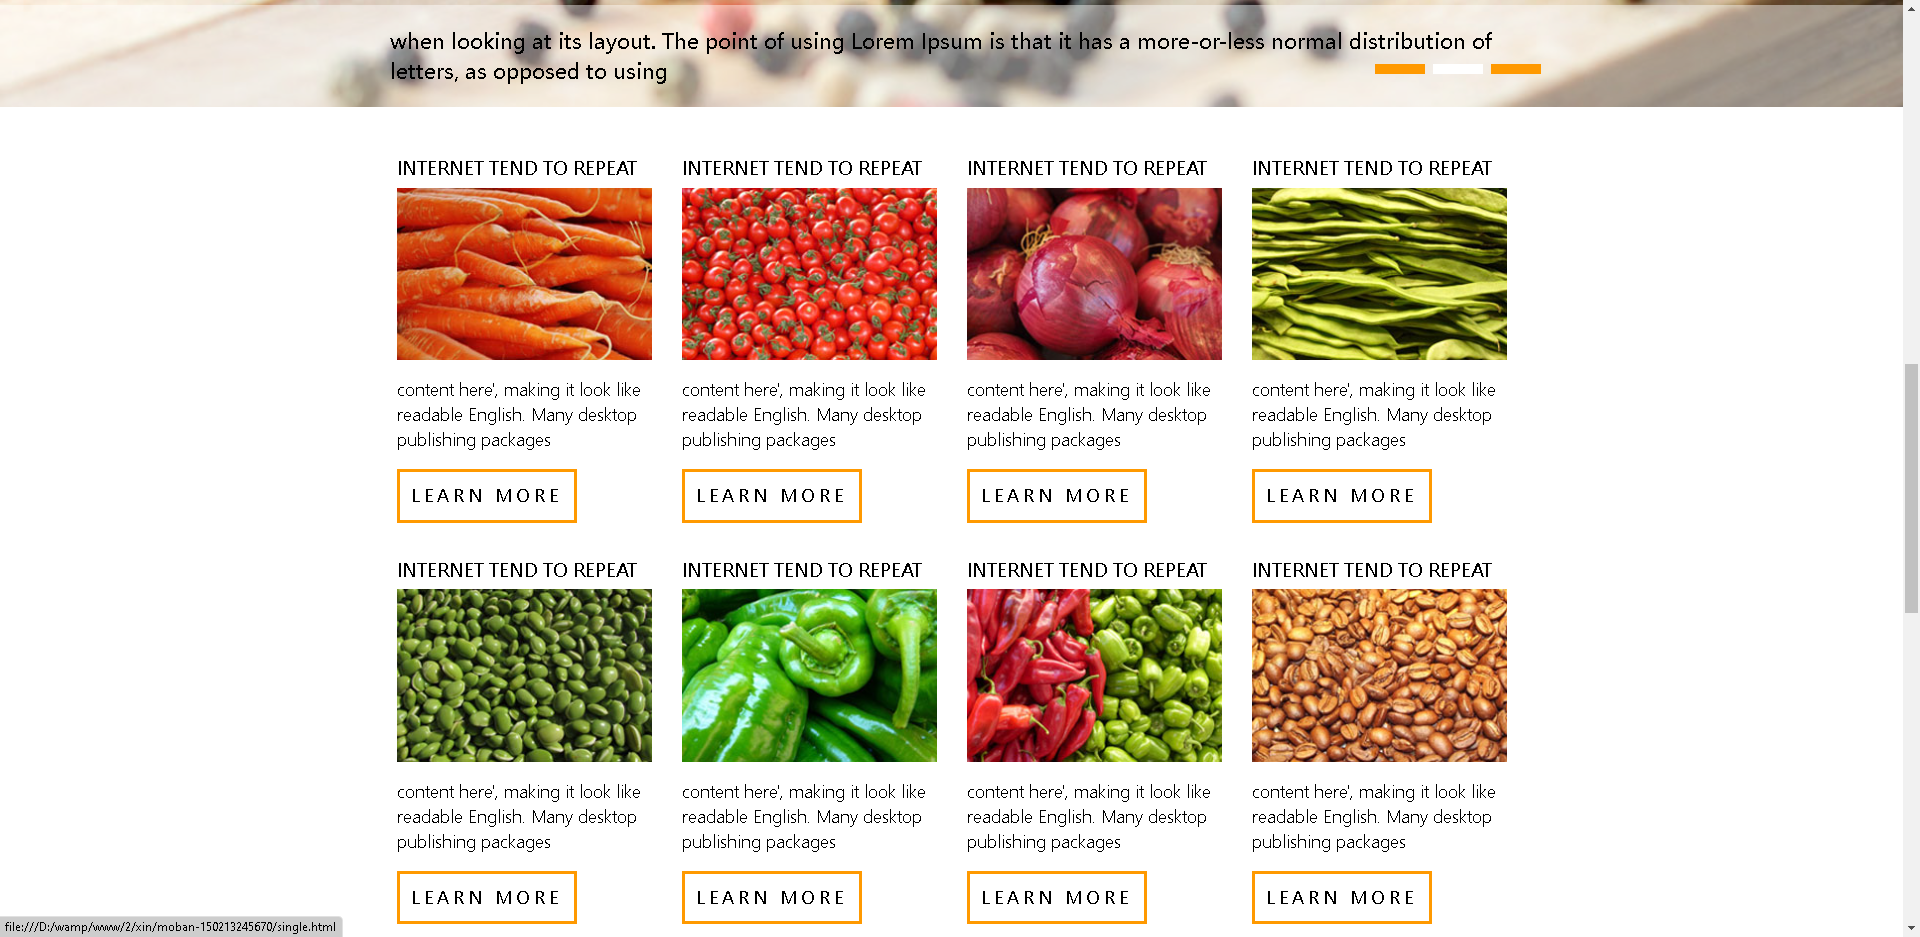 when looking at its layout. The point of using Lorem Ipsum is that it has a more-or-less normal distribution of
letters, as opposed to using
INTERNET TEND TO REPEAT
content here', making it look like
readable English. Many desktop
publishing packages
LEARN MORE
INTERNET TEND TO REPEAT
content here', making it look like
readable English. Many desktop
publishing packages
LEARN MORE
INTERNET TEND TO REPEAT
content here', making it look like
readable English. Many desktop
publishing packages
LEARN MORE
INTERNET TEND TO REPEAT
content here', making it look like
readable English. Many desktop
publishing packages
LEARN MORE
INTERNET TEND TO REPEAT
content here', making it look like
readable English. Many desktop
publishing packages
LEARN MORE
INTERNET TEND TO REPEAT
content here', making it look like
readable English. Many desktop
publishing packages
LEARN MORE
INTERNET TEND TO REPEAT
content here', making it look like
readable English. Many desktop
publishing packages
LEARN MORE
INTERNET TEND TO REPEAT
content here', making it look like
readable English. Many desktop
publishing packages
LEARN MORE
file:///D:/wamp/www/2/xin/moban-150213245670/single.html